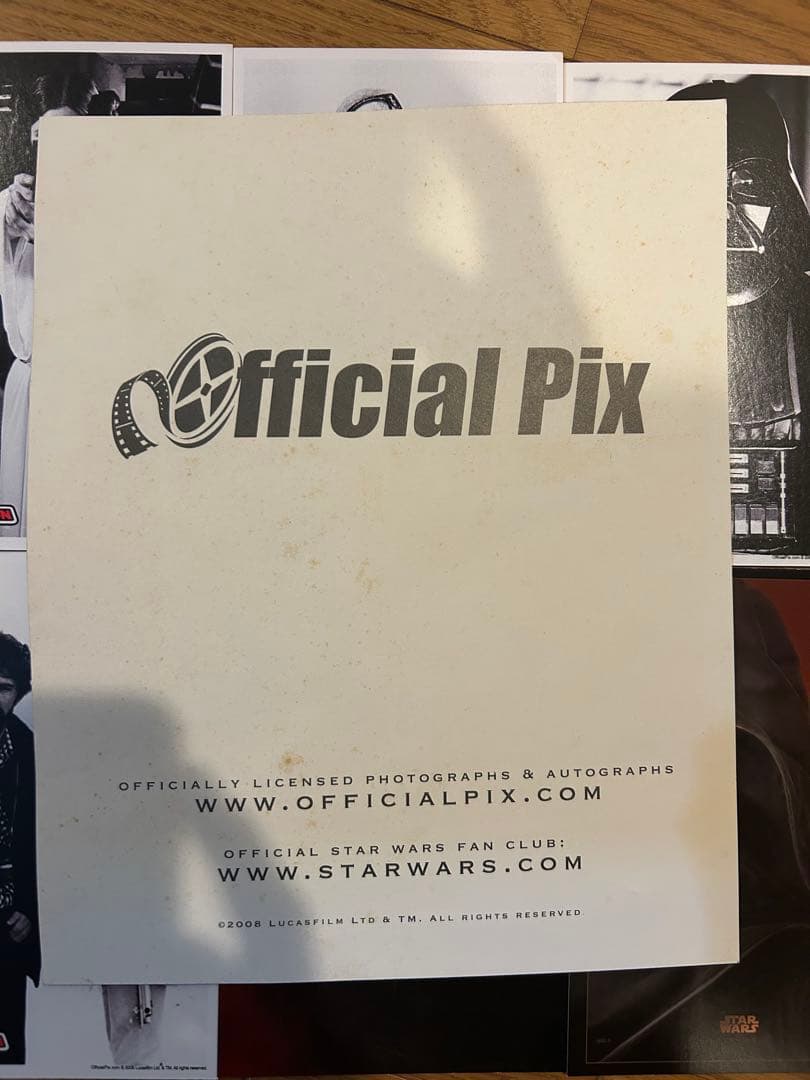 Official Pix
OFFICIALLY LICENSED PHOTOGRAPHS & AUTOGRAPHS
WWW.OFFICIALPIX.COM
OFFICIAL STAR WARS FAN CLUB:
WWW.STARWARS.COM
©2008 LUCASFILM LTD & TM. ALL RIGHTS RESERVED.
STAR
WARS